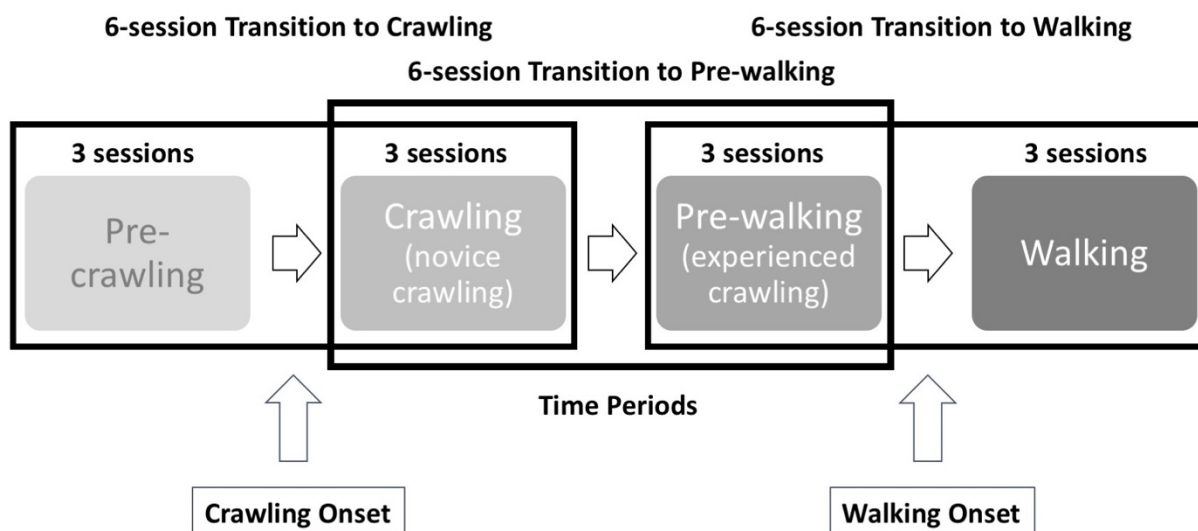 6-session Transition to Crawling
6-session Transition to Walking
6-session Transition to Pre-walking
3 sessions
3 sessions
3 sessions
3 sessions
Pre-
crawling
Crawling
(novice
crawling)
Pre-walking
(experienced
crawling)
Walking
Time Periods
Crawling Onset
Walking Onset